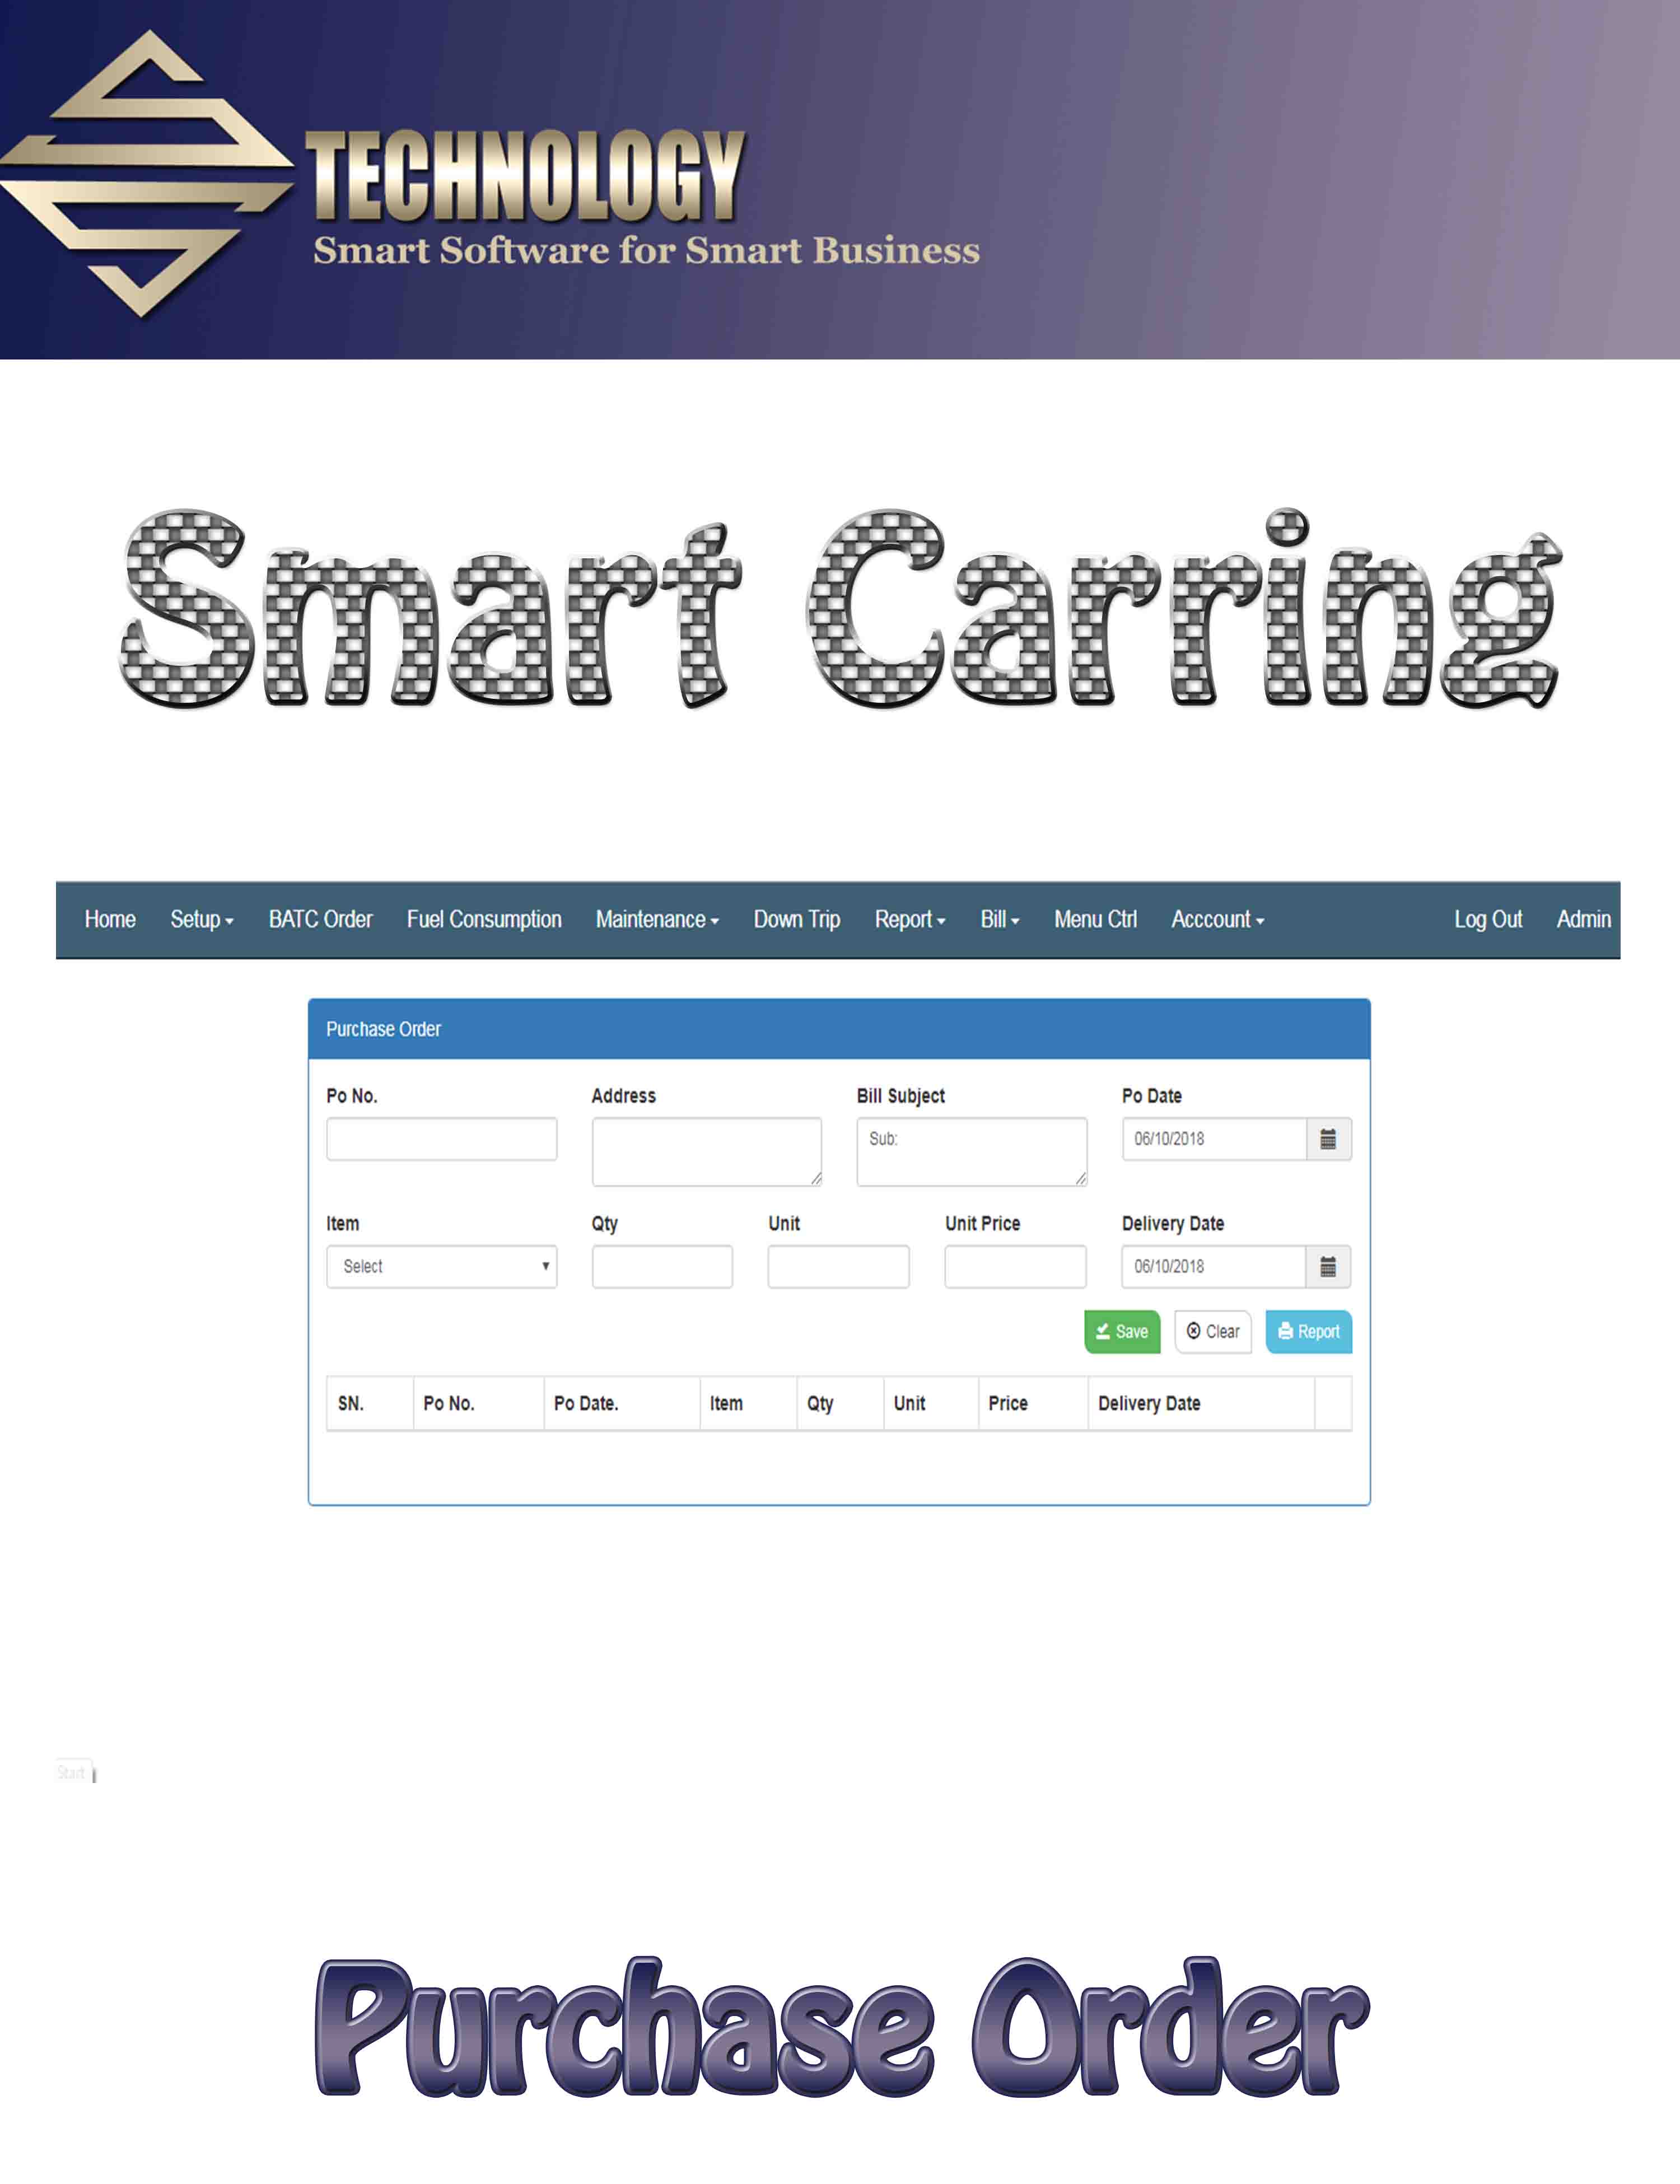 TECHNOLOGY
Smart Software for Smart Business
Smart Carring
Home Setup BATC Order Fuel Consumption Maintenance Down Trip Report Bill Menu Ctrl Acccount Log Out Admin
Purchase Order
Po No. Address Bill Subject Po Date
Sub: 06/10/2018
Item Qty Unit Unit Price Delivery Date
Select 06/10/2018
Save Clear Report
SN. Po No. Po Date. Item Qty Unit Price Delivery Date
Start
Purchase Order